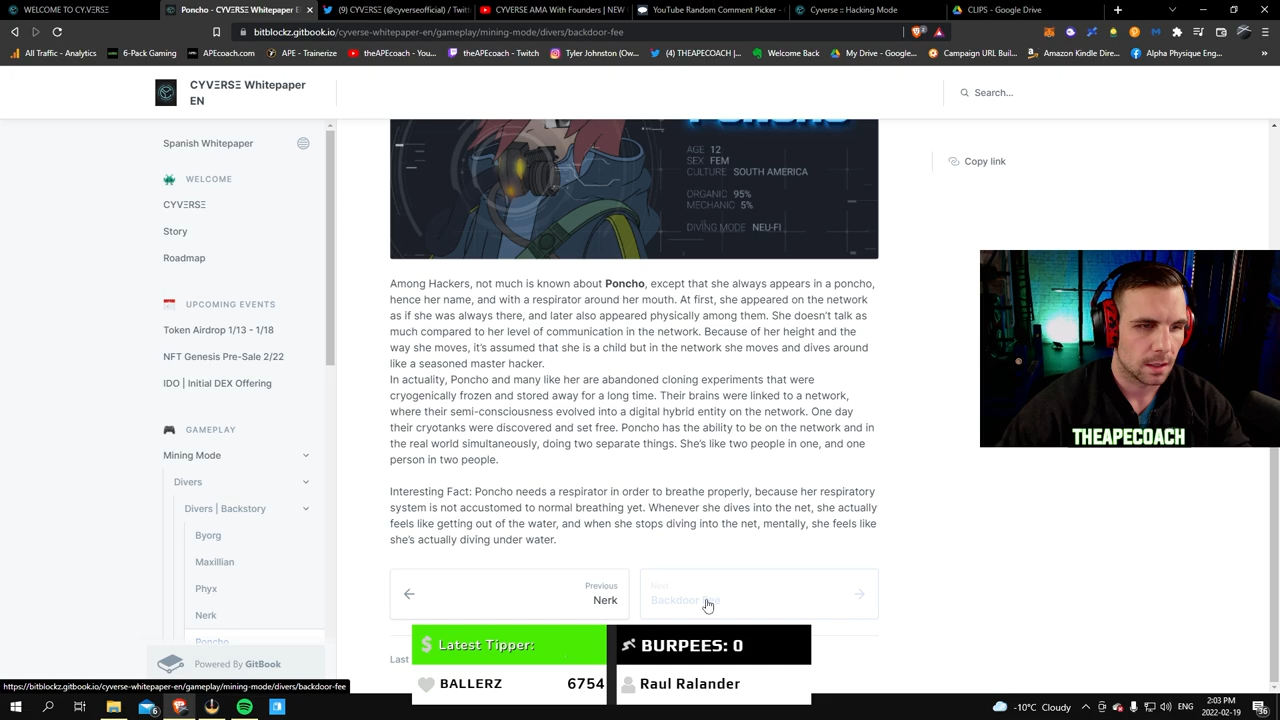 WELCOME TO CY.VERSE
Poncho - CYVERSE Whitepaper E
(9) CYVERSE (@cyverseofficial) / Twitt
CYVERSE AMA With Founders | NEW
YouTube Random Comment Picker -
Cyverse :: Hacking Mode
CLIPS - Google Drive
bitblockz.gitbook.io/cyverse-whitepaper-en/gameplay/mining-mode/divers/backdoor-fee
All Traffic - Analytics
6-Pack Gaming
APE - Trainerize
theAPEcoach - Twitch
theAPEcoach - YouT...
Tyler Johnston (Ow...
(4) THEAPE(COACH)...
Welcome Back
My Drive - Google...
Campaign URL Buil...
Amazon Kindle Dire...
Alpha Physique Eng...
CYVΞRSΞ Whitepaper
EN
Search...
Spanish Whitepaper
WELCOME
CYVΞRSΞ
Story
Roadmap
UPCOMING EVENTS
Token Airdrop 1/13 - 1/18
NFT Genesis Pre-Sale 2/22
IDO | Initial DEX Offering
GAMEPLAY
Mining Mode
Divers
Divers | Backstory
Byorg
Maxillian
Phyx
Nerk
Poncho
Powered By GitBook
PONCHO
AGE 12
SEX FEM
CULTURE SOUTH AMERICA
ORGANIC 95%
MECHANIC 5%
DIVING MODE NEU-FI
Copy link
Among Hackers, not much is known about Poncho, except that she always appears in a poncho,
hence her name, and with a respirator around her mouth. At first, she appeared on the network
as if she was always there, and later also appeared physically among them. She doesn't talk as
much compared to her level of communication in the network. Because of her height and the
way she moves, it's assumed that she is a child but in the network she moves and dives around
like a seasoned master hacker.
In actuality, Poncho and many like her are abandoned cloning experiments that were
cryogenically frozen and stored away for a long time. Their brains were linked to a network,
where their semi-consciousness evolved into a digital hybrid entity on the network. One day
their cryotanks were discovered and set free. Poncho has the ability to be on the network and in
the real world simultaneously, doing two separate things. She's like two people in one, and one
person in two people.
Interesting Fact: Poncho needs a respirator in order to breathe properly, because her respiratory
system is not accustomed to normal breathing yet. Whenever she dives into the net, she actually
feels like getting out of the water, and when she stops diving into the net, mentally, she feels like
she's actually diving under water.
Previous
Nerk
Next
Backdoor Fee
Last
THEAPECOACH
Latest Tipper:
BURPEES: 0
BALLERZ 6754
Raul Ralander
https://bitblockz.gitbook.io/cyverse-whitepaper-en/gameplay/mining-mode/divers/backdoor-fee
-10°C Cloudy
ENG
2:03 PM
2022-02-19